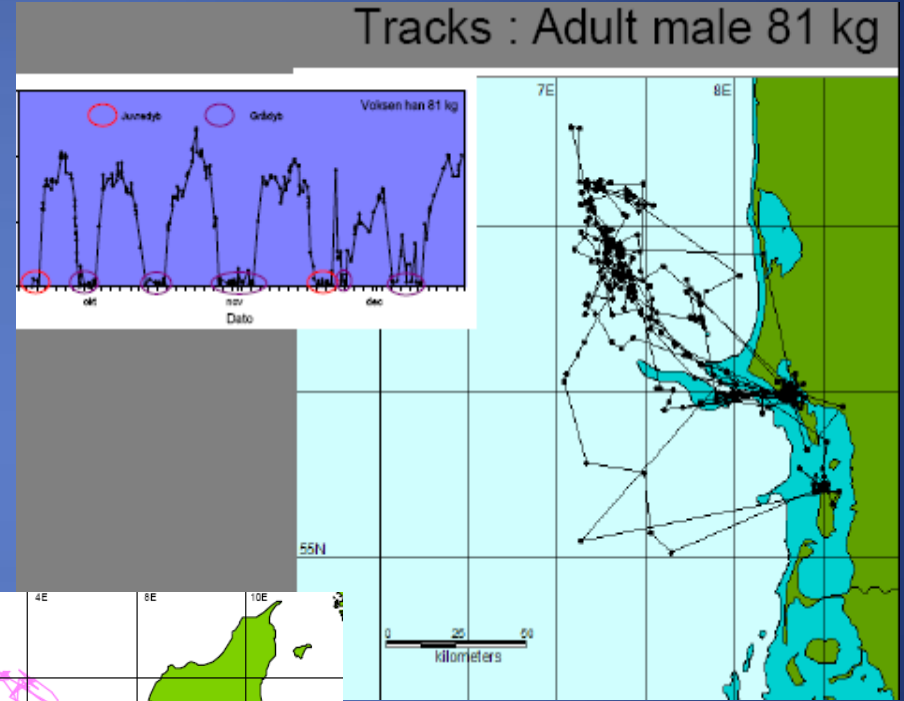 Tracks : Adult male 81 kg
Voksen han 81 kg
Juvredyb
Grådyb
okt
nov
dec
Dato
7E
8E
55N
0 25 50
kilometers
4E
8E
10E